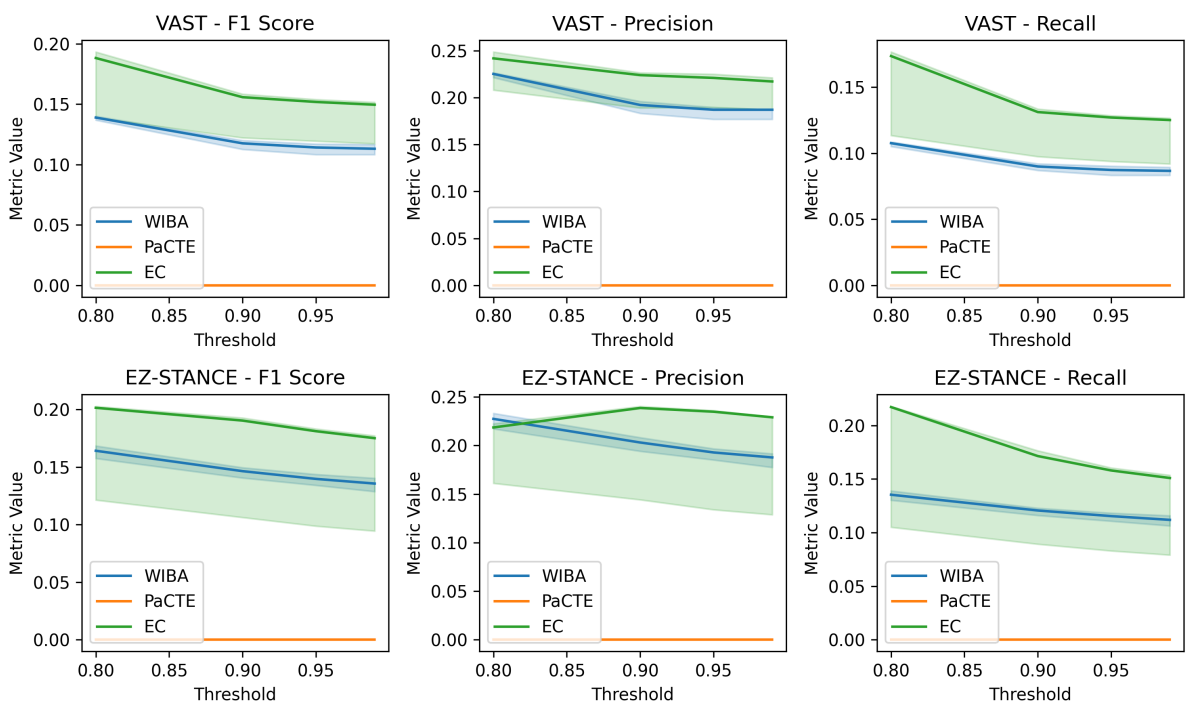 VAST - F1 Score
Metric Value
0.20
0.15
0.10
0.05
0.00
WIBA
PaCTE
EC
0.80 0.85 0.90 0.95
Threshold
VAST - Precision
Metric Value
0.25
0.20
0.15
0.10
0.05
0.00
WIBA
PaCTE
EC
0.80 0.85 0.90 0.95
Threshold
VAST - Recall
Metric Value
0.15
0.10
0.05
0.00
WIBA
PaCTE
EC
0.80 0.85 0.90 0.95
Threshold
EZ-STANCE - F1 Score
Metric Value
0.20
0.15
0.10
0.05
0.00
WIBA
PaCTE
EC
0.80 0.85 0.90 0.95
Threshold
EZ-STANCE - Precision
Metric Value
0.25
0.20
0.15
0.10
0.05
0.00
WIBA
PaCTE
EC
0.80 0.85 0.90 0.95
Threshold
EZ-STANCE - Recall
Metric Value
0.20
0.15
0.10
0.05
0.00
WIBA
PaCTE
EC
0.80 0.85 0.90 0.95
Threshold